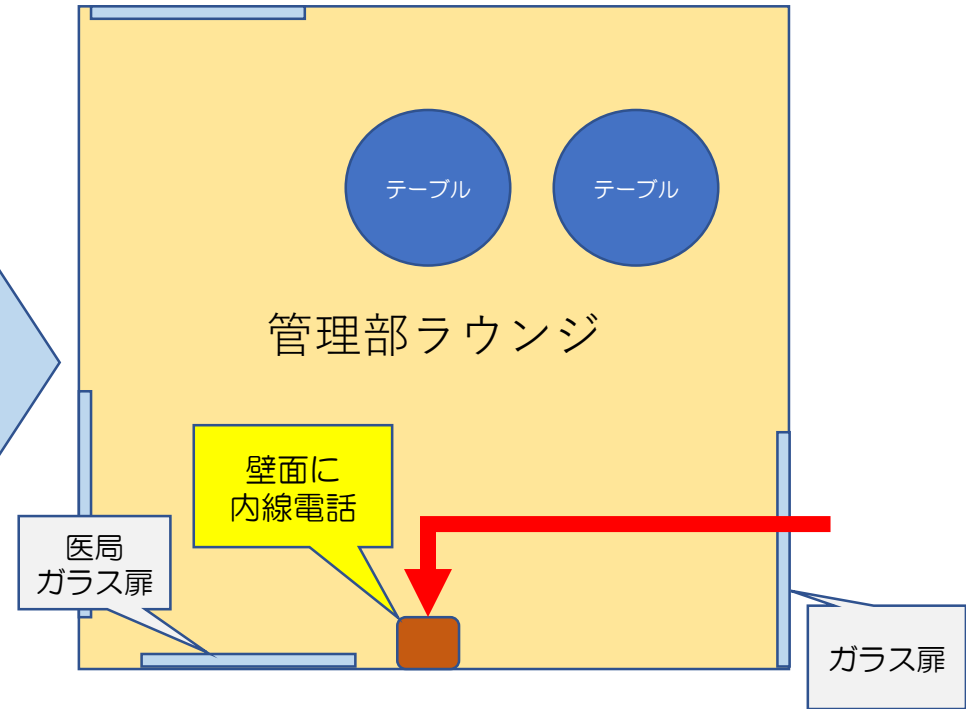 テーブル
テーブル
管理部ラウンジ
壁面に
内線電話
医局
ガラス扉
ガラス扉